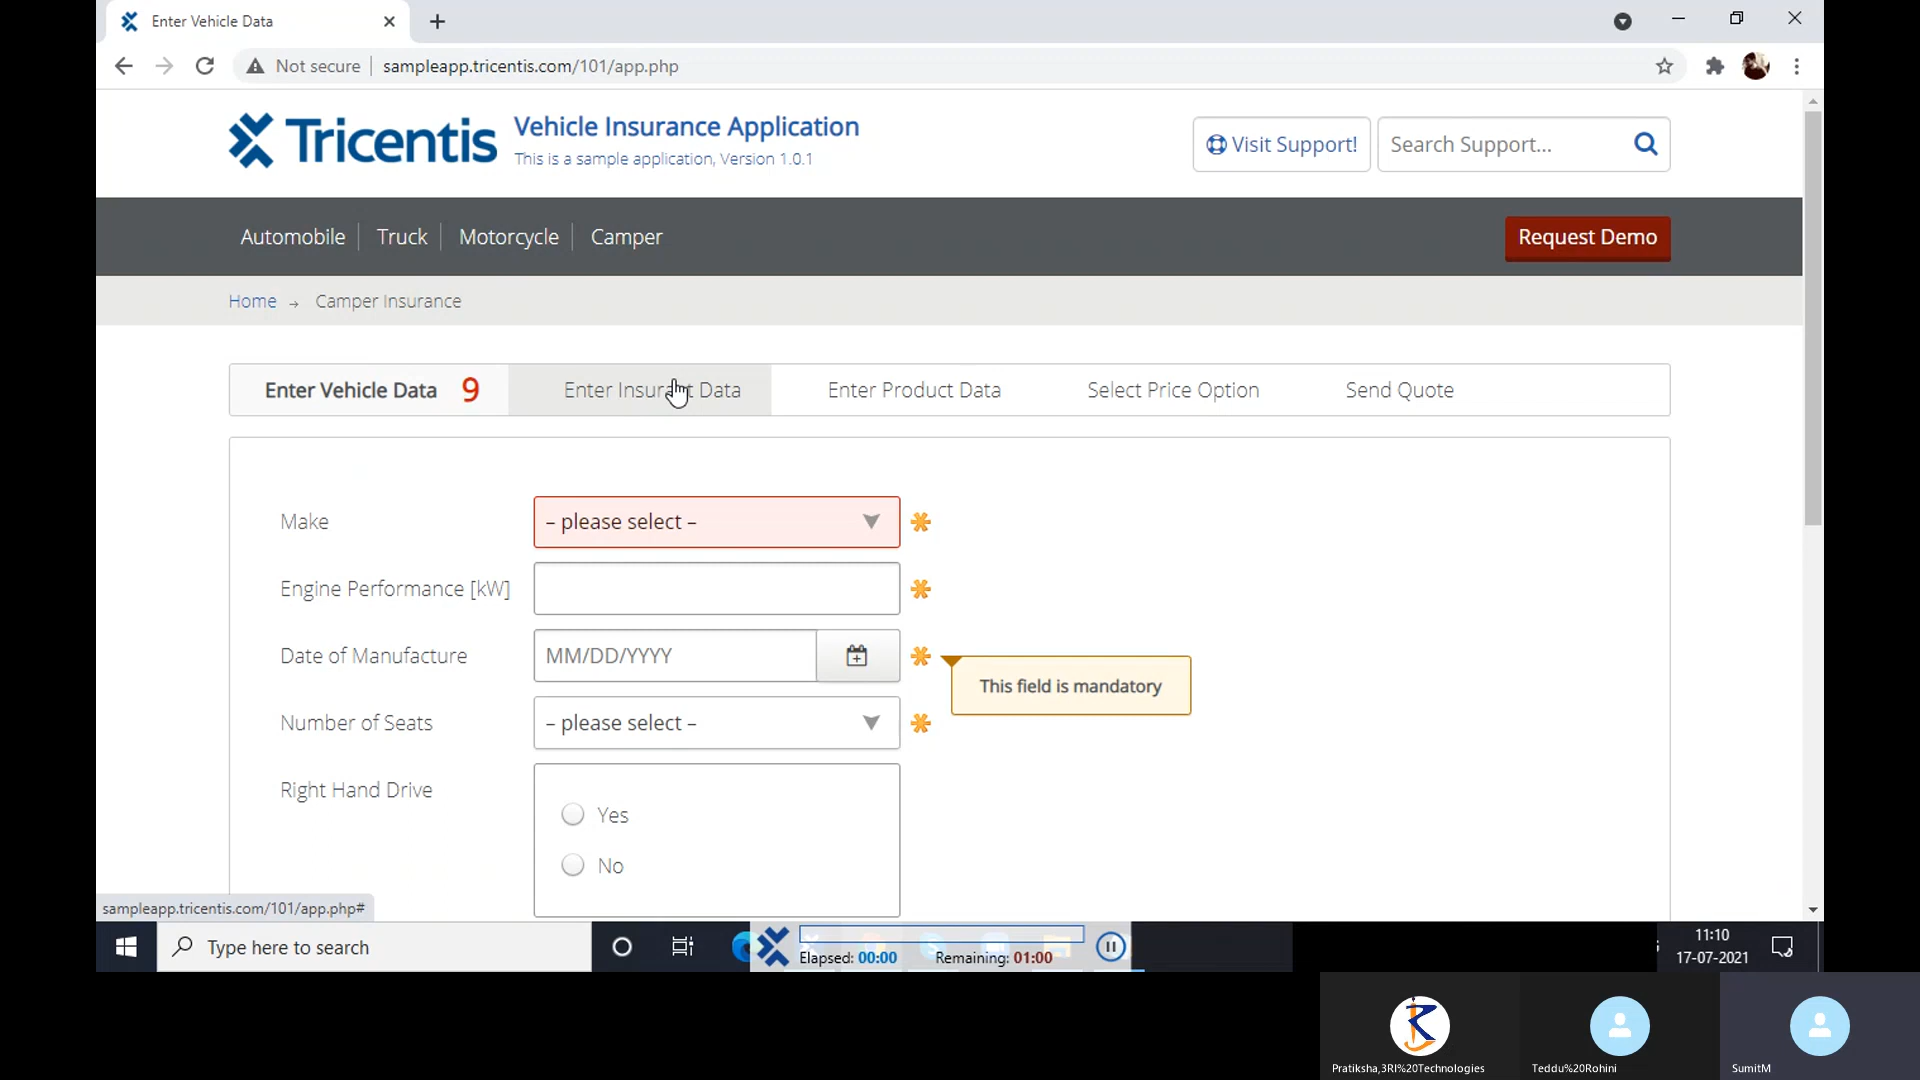 Enter Vehicle Data
Not secure
sampleapp.tricentis.com/101/app.php
Tricentis
Vehicle Insurance Application
This is a sample application, Version 1.0.1
Visit Support!
Search Support...
Automobile
Truck
Motorcycle
Camper
Request Demo
Home → Camper Insurance
Enter Vehicle Data 9
Enter Insurant Data
Enter Product Data
Select Price Option
Send Quote
Make
– please select –
Engine Performance [kW]
Date of Manufacture
MM/DD/YYYY
This field is mandatory
Number of Seats
– please select –
Right Hand Drive
Yes
No
sampleapp.tricentis.com/101/app.php#
Type here to search
Elapsed: 00:00
Remaining: 01:00
11:10
17-07-2021
Pratiksha,3RI%20Technologies
Teddu%20Rohini
SumitM